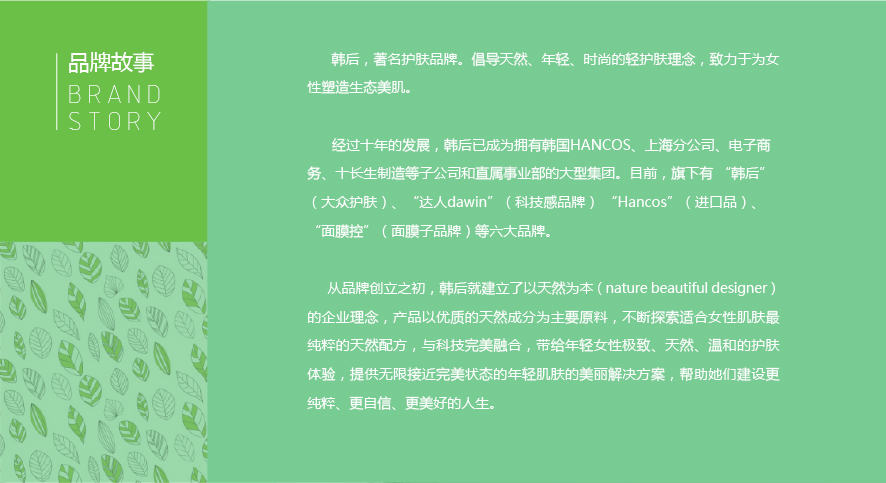 品牌故事
BRAND
STORY
韩后，著名护肤品牌。倡导天然、年轻、时尚的轻护肤理念，致力于为女
性塑造生态美肌。
经过十年的发展，韩后已成为拥有韩国HANCOS、上海分公司、电子商
务、十长生制造等子公司和直属事业部的大型集团。目前，旗下有 “韩后”
（大众护肤）、“达人dawin”（科技感品牌） “Hancos”（进口品）、
“面膜控”（面膜子品牌）等六大品牌。
从品牌创立之初，韩后就建立了以天然为本（nature beautiful designer）
的企业理念，产品以优质的天然成分为主要原料，不断探索适合女性肌肤最
纯粹的天然配方，与科技完美融合，带给年轻女性极致、天然、温和的护肤
体验，提供无限接近完美状态的年轻肌肤的美丽解决方案，帮助她们建设更
纯粹、更自信、更美好的人生。